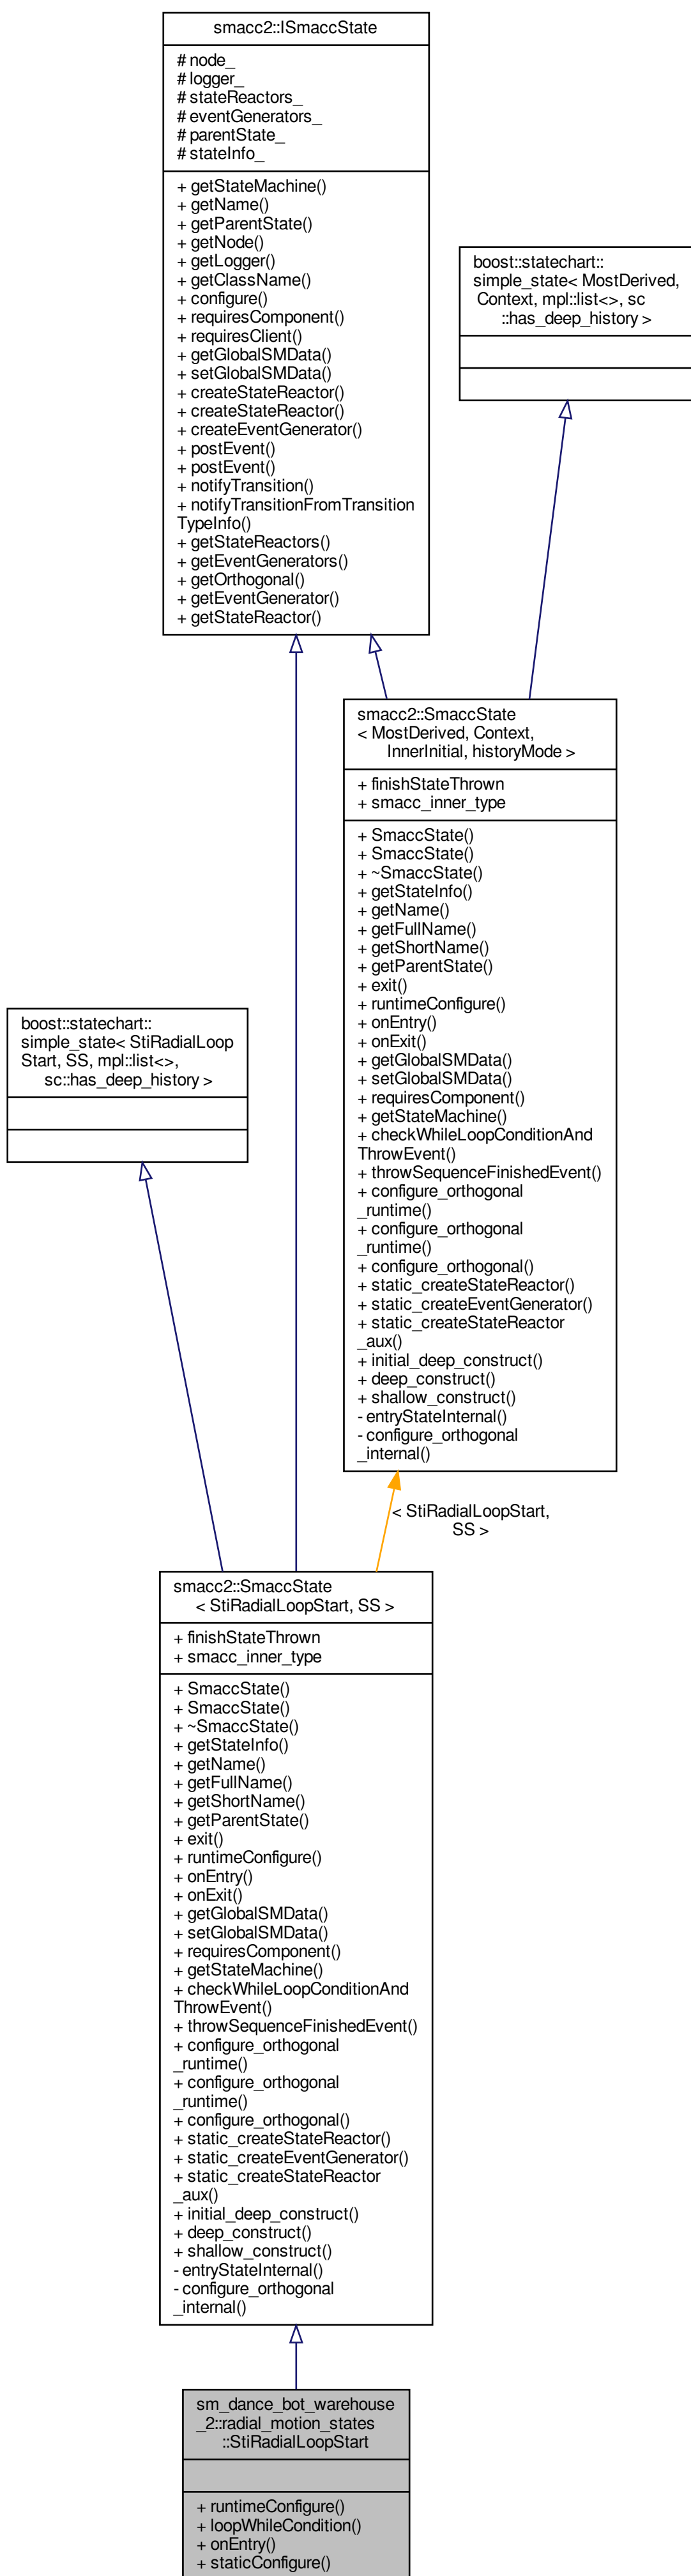 smacc2::ISmaccState
# node_
# logger_
# stateReactors_
# eventGenerators_
# parentState_
# stateInfo_
+ getStateMachine()
+ getName()
+ getParentState()
+ getNode()
+ getLogger()
+ getClassName()
+ configure()
+ requiresComponent()
+ requiresClient()
+ getGlobalSMData()
+ setGlobalSMData()
+ createStateReactor()
+ createStateReactor()
+ createEventGenerator()
+ postEvent()
+ postEvent()
+ notifyTransition()
+ notifyTransitionFromTransition
TypeInfo()
+ getStateReactors()
+ getEventGenerators()
+ getOrthogonal()
+ getEventGenerator()
+ getStateReactor()
boost::statechart::
simple_state< MostDerived,
Context, mpl::list<>, sc
::has_deep_history >
smacc2::SmaccState
< MostDerived, Context,
InnerInitial, historyMode >
+ finishStateThrown
+ smacc_inner_type
+ SmaccState()
+ SmaccState()
+ ~SmaccState()
+ getStateInfo()
+ getName()
+ getFullName()
+ getShortName()
+ getParentState()
+ exit()
+ runtimeConfigure()
+ onEntry()
+ onExit()
+ getGlobalSMData()
+ setGlobalSMData()
+ requiresComponent()
+ getStateMachine()
+ checkWhileLoopConditionAnd
ThrowEvent()
+ throwSequenceFinishedEvent()
+ configure_orthogonal
_runtime()
+ configure_orthogonal
_runtime()
+ configure_orthogonal()
+ static_createStateReactor()
+ static_createEventGenerator()
+ static_createStateReactor
_aux()
+ initial_deep_construct()
+ deep_construct()
+ shallow_construct()
- entryStateInternal()
- configure_orthogonal
_internal()
boost::statechart::
simple_state< StiRadialLoop
Start, SS, mpl::list<>,
sc::has_deep_history >
< StiRadialLoopStart,
SS >
smacc2::SmaccState
< StiRadialLoopStart, SS >
+ finishStateThrown
+ smacc_inner_type
+ SmaccState()
+ SmaccState()
+ ~SmaccState()
+ getStateInfo()
+ getName()
+ getFullName()
+ getShortName()
+ getParentState()
+ exit()
+ runtimeConfigure()
+ onEntry()
+ onExit()
+ getGlobalSMData()
+ setGlobalSMData()
+ requiresComponent()
+ getStateMachine()
+ checkWhileLoopConditionAnd
ThrowEvent()
+ throwSequenceFinishedEvent()
+ configure_orthogonal
_runtime()
+ configure_orthogonal
_runtime()
+ configure_orthogonal()
+ static_createStateReactor()
+ static_createEventGenerator()
+ static_createStateReactor
_aux()
+ initial_deep_construct()
+ deep_construct()
+ shallow_construct()
- entryStateInternal()
- configure_orthogonal
_internal()
sm_dance_bot_warehouse
_2::radial_motion_states
::StiRadialLoopStart
+ runtimeConfigure()
+ loopWhileCondition()
+ onEntry()
+ staticConfigure()